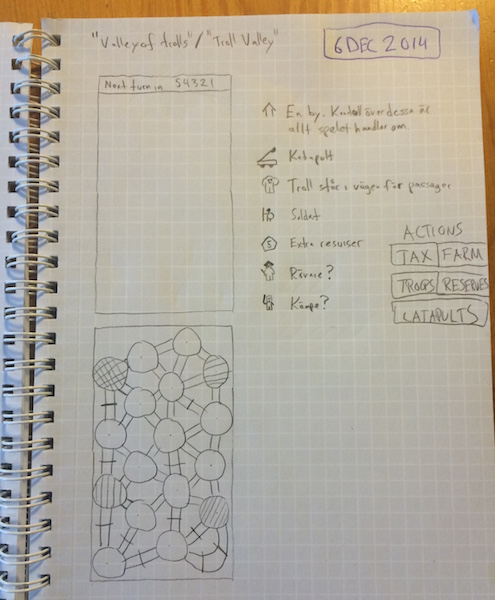 "Valley of trolls" / "Troll Valley"
6 DEC 2014
Next turn in 54321
En by. Kontroll över dessa är
allt spelet handlar om.
Katapult
Troll står i vägen för passager
Soldat
$ Extra resurser
Rävare?
Kämpe?
ACTIONS
TAX FARM
TROOPS RESERVES
CATAPULTS